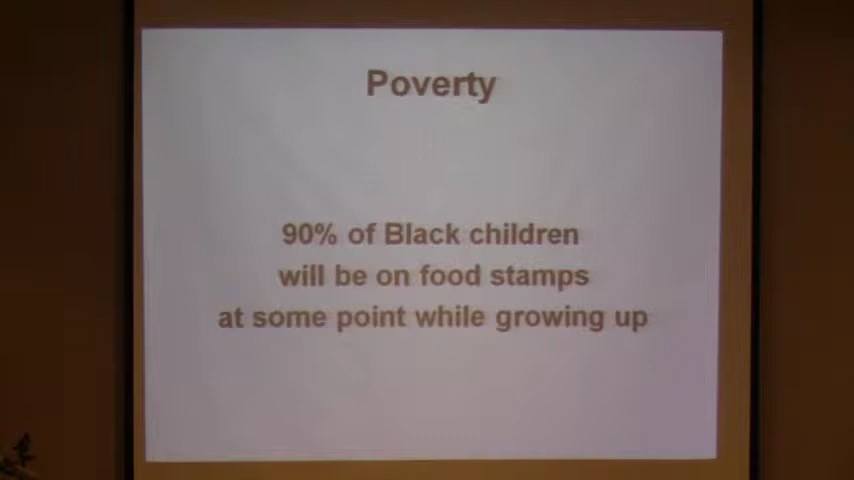 Poverty
90% of Black children
will be on food stamps
at some point while growing up